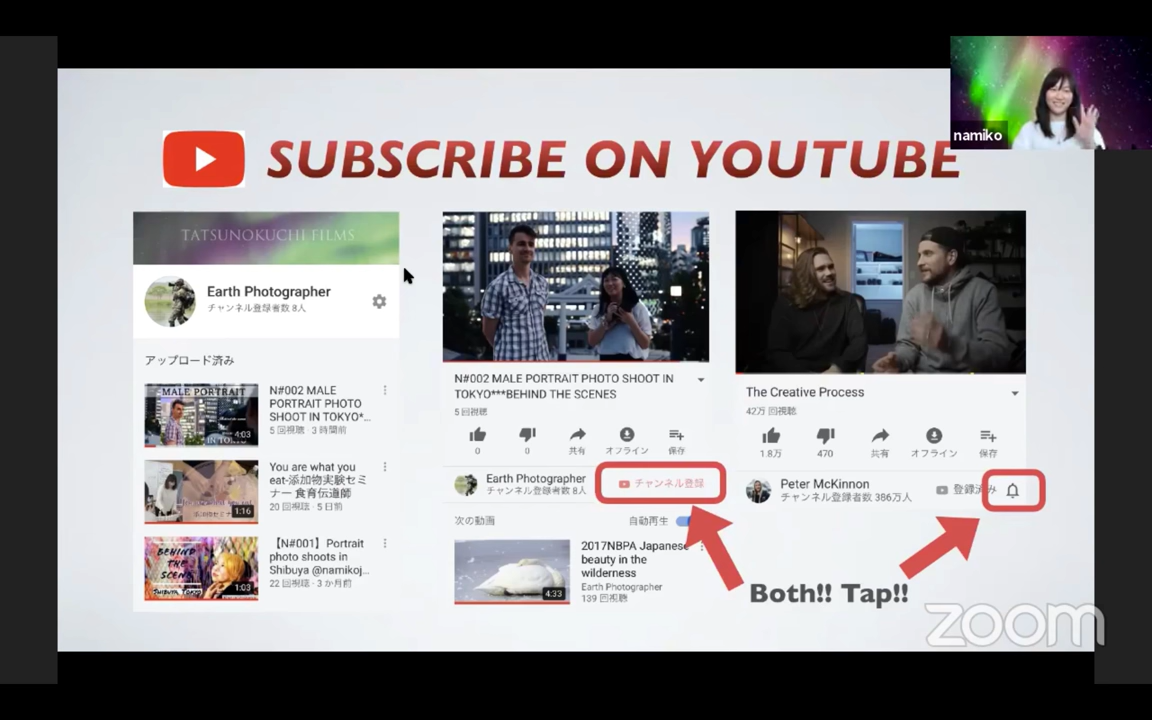 namiko
SUBSCRIBE ON YOUTUBE
TATSUNOKUCHI FILMS
Earth Photographer
チャンネル登録者数 8人
アップロード済み
MALE PORTRAIT
4:03
N#002 MALE
PORTRAIT PHOTO
SHOOT IN TOKYO*...
5 回視聴・3 時間前
1:16
You are what you
eat-添加物実験セミ
ナー 食育伝道師
20 回視聴・5 日前
BEHIND
THE
SCENE
SHIBUYA TOKYO
1:03
【N#001】Portrait
photo shoots in
Shibuya @namikoj...
22 回視聴・3 か月前
N#002 MALE PORTRAIT PHOTO SHOOT IN
TOKYO***BEHIND THE SCENES
5 回視聴
0
0
共有
オフライン
保存
Earth Photographer
チャンネル登録者数 8人
チャンネル登録
次の動画
自動再生
4:33
2017NBPA Japanese
beauty in the
wilderness
Earth Photographer
139 回視聴
The Creative Process
42万 回視聴
1.8万
470
共有
オフライン
保存
Peter McKinnon
チャンネル登録者数 386万人
登録済み
Both!! Tap!!
zoom